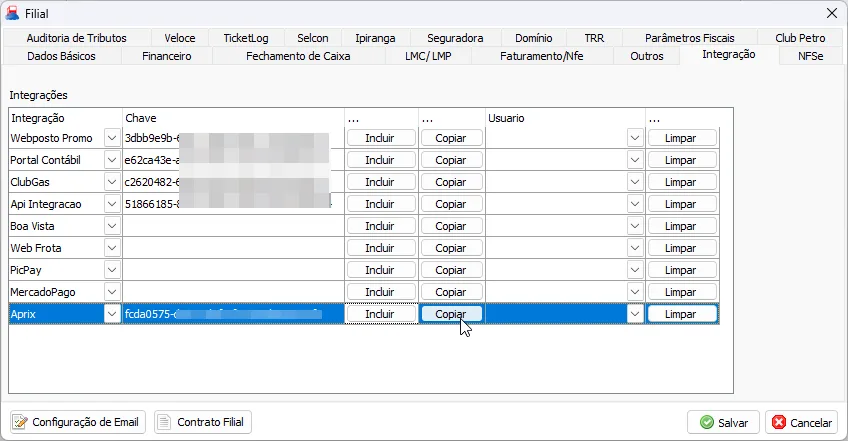 Filial
Auditoria de Tributos Veloce TicketLog Selcon Ipiranga Seguradora Domínio TRR Parâmetros Fiscais Club Petro
Dados Básicos Financeiro Fechamento de Caixa LMC/ LMP Faturamento/Nfe Outros Integração NFSe
Integrações
Integração Chave ... ... Usuario ...
Webposto Promo 3dbb9e9b- Incluir Copiar Limpar
Portal Contábil e62ca43e- Incluir Copiar Limpar
ClubGas c2620482- Incluir Copiar Limpar
Api Integracao 51866185- Incluir Copiar Limpar
Boa Vista Incluir Copiar Limpar
Web Frota Incluir Copiar Limpar
PicPay Incluir Copiar Limpar
MercadoPago Incluir Copiar Limpar
Aprix fcda0575- Incluir Copiar Limpar
Configuração de Email Contrato Filial Salvar Cancelar